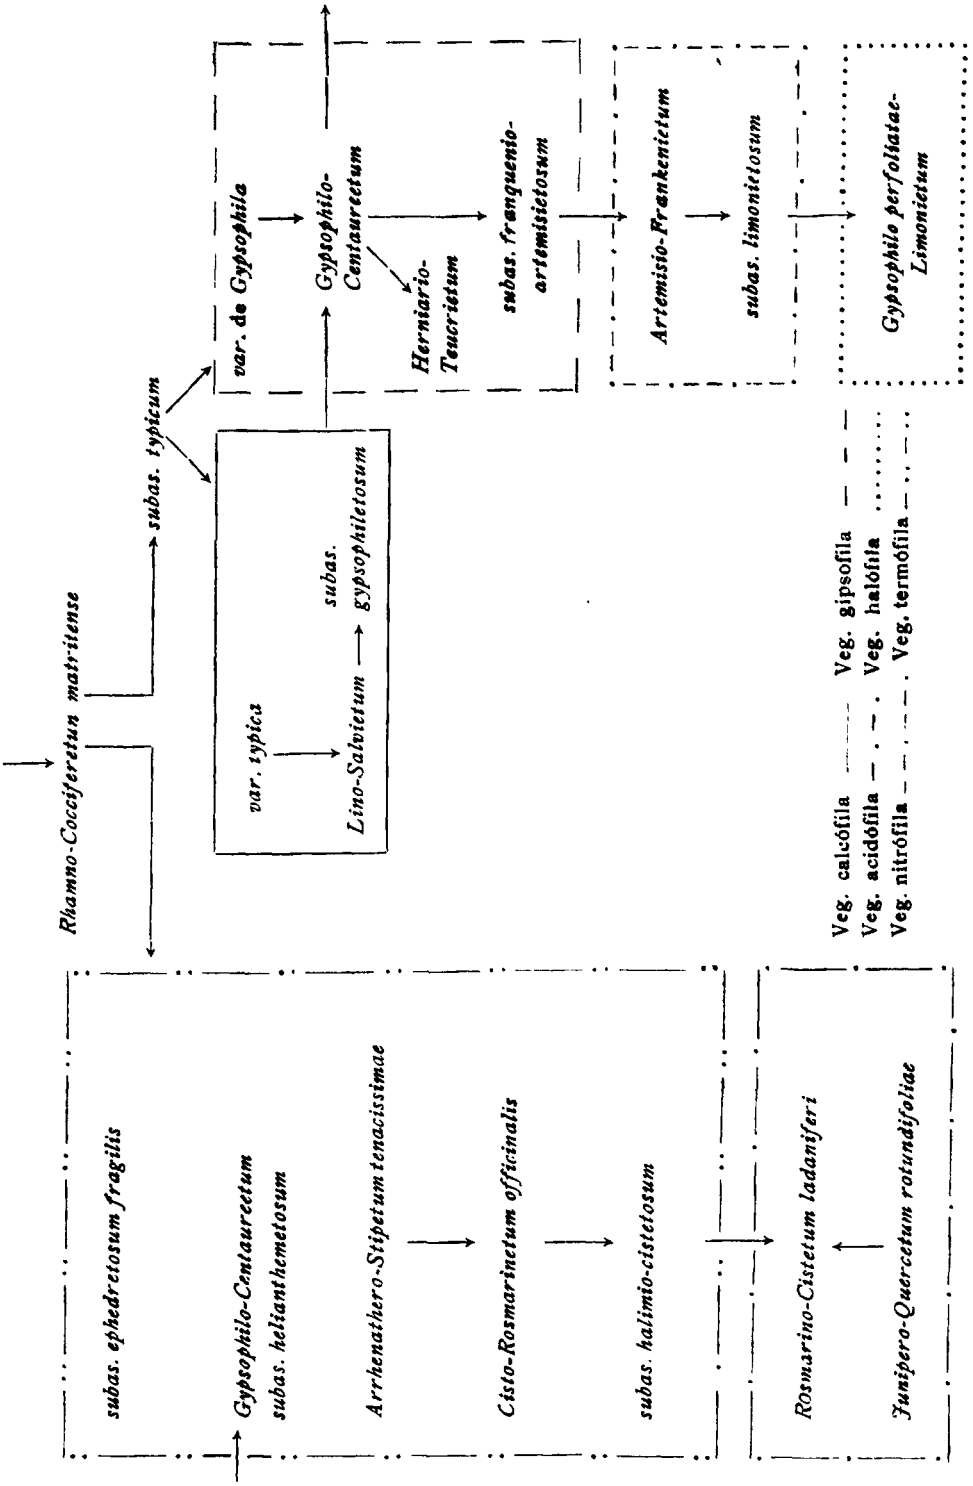 Rhamno-Cocciferetun matritense
subas. typicum
subas. ephedretosum fragilis
Gypsophilo-Centaureetum
subas. helianthemetosum
Arrhenathero-Stipetum tenacissimae
Cisto-Rosmarinetum officinalis
subas. halimio-cistetosum
Rosmarino-Cistetum ladaniferi
Junipero-Quercetum rotundifoliae
var. typica
Lino-Salvietum
subas.
gypsophiletosum
var. de Gypsophila
Gypsophilo-
Centaureetum
Herniario-
Teucrietum
subas. franquenio-
artemisietosum
Artemisio-Frankenietum
subas. limonietosum
Gypsophilo perfoliatae-
Limonietum
Veg. calcófila Veg. gipsofila
Veg. acidófila Veg. halófila
Veg. nitrófila Veg. termófila